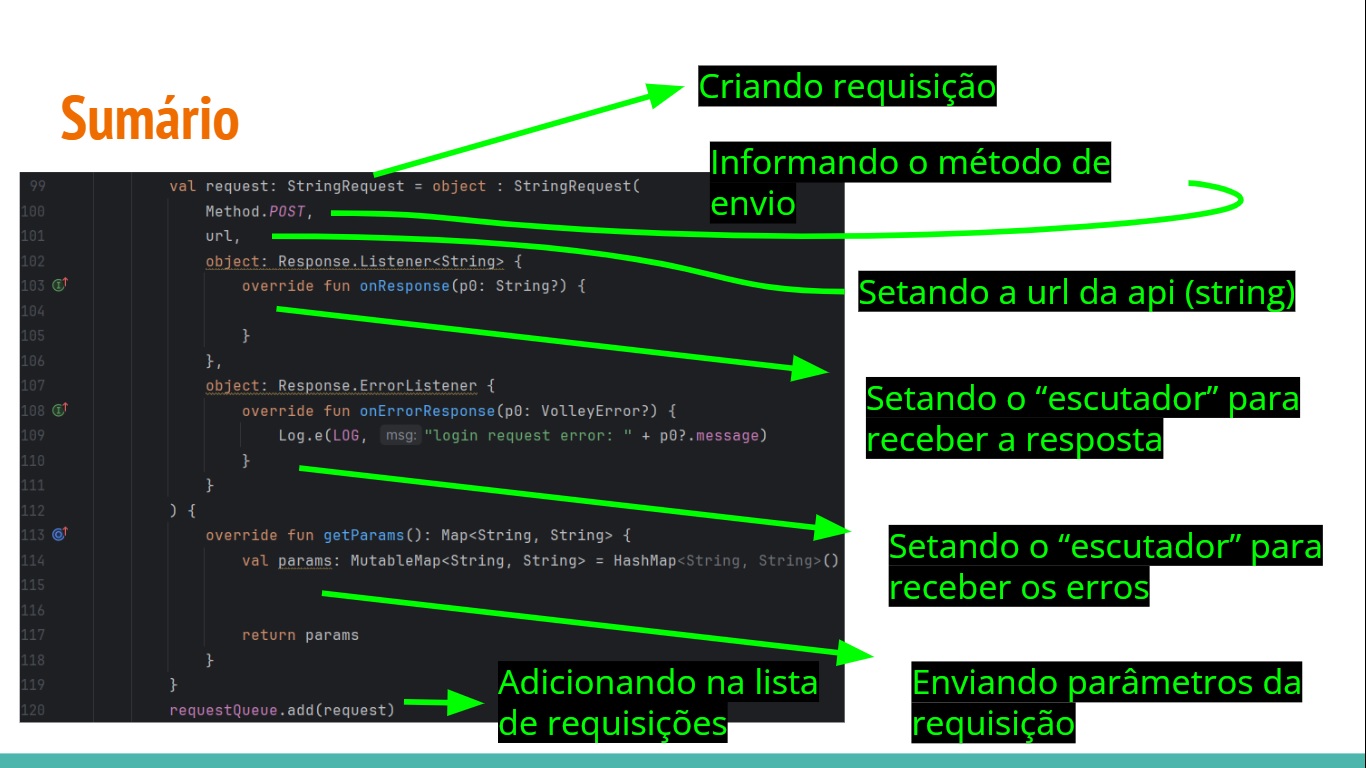 Sumário
Criando requisição
Informando o método de
envio
Setando a url da api (string)
Setando o “escutador” para
receber a resposta
Setando o “escutador” para
receber os erros
Enviando parâmetros da
requisição
Adicionando na lista
de requisições
99 val request: StringRequest = object : StringRequest(
100 Method.POST,
101 url,
102 object: Response.Listener<String> {
103 override fun onResponse(p0: String?) {
104
105 }
106 },
107 object: Response.ErrorListener {
108 override fun onErrorResponse(p0: VolleyError?) {
109 Log.e(LOG, msg: "login request error: " + p0?.message)
110 }
111 }
112 ) {
113 override fun getParams(): Map<String, String> {
114 val params: MutableMap<String, String> = HashMap<String, String>()
115
116
117 return params
118 }
119 }
120 requestQueue.add(request)